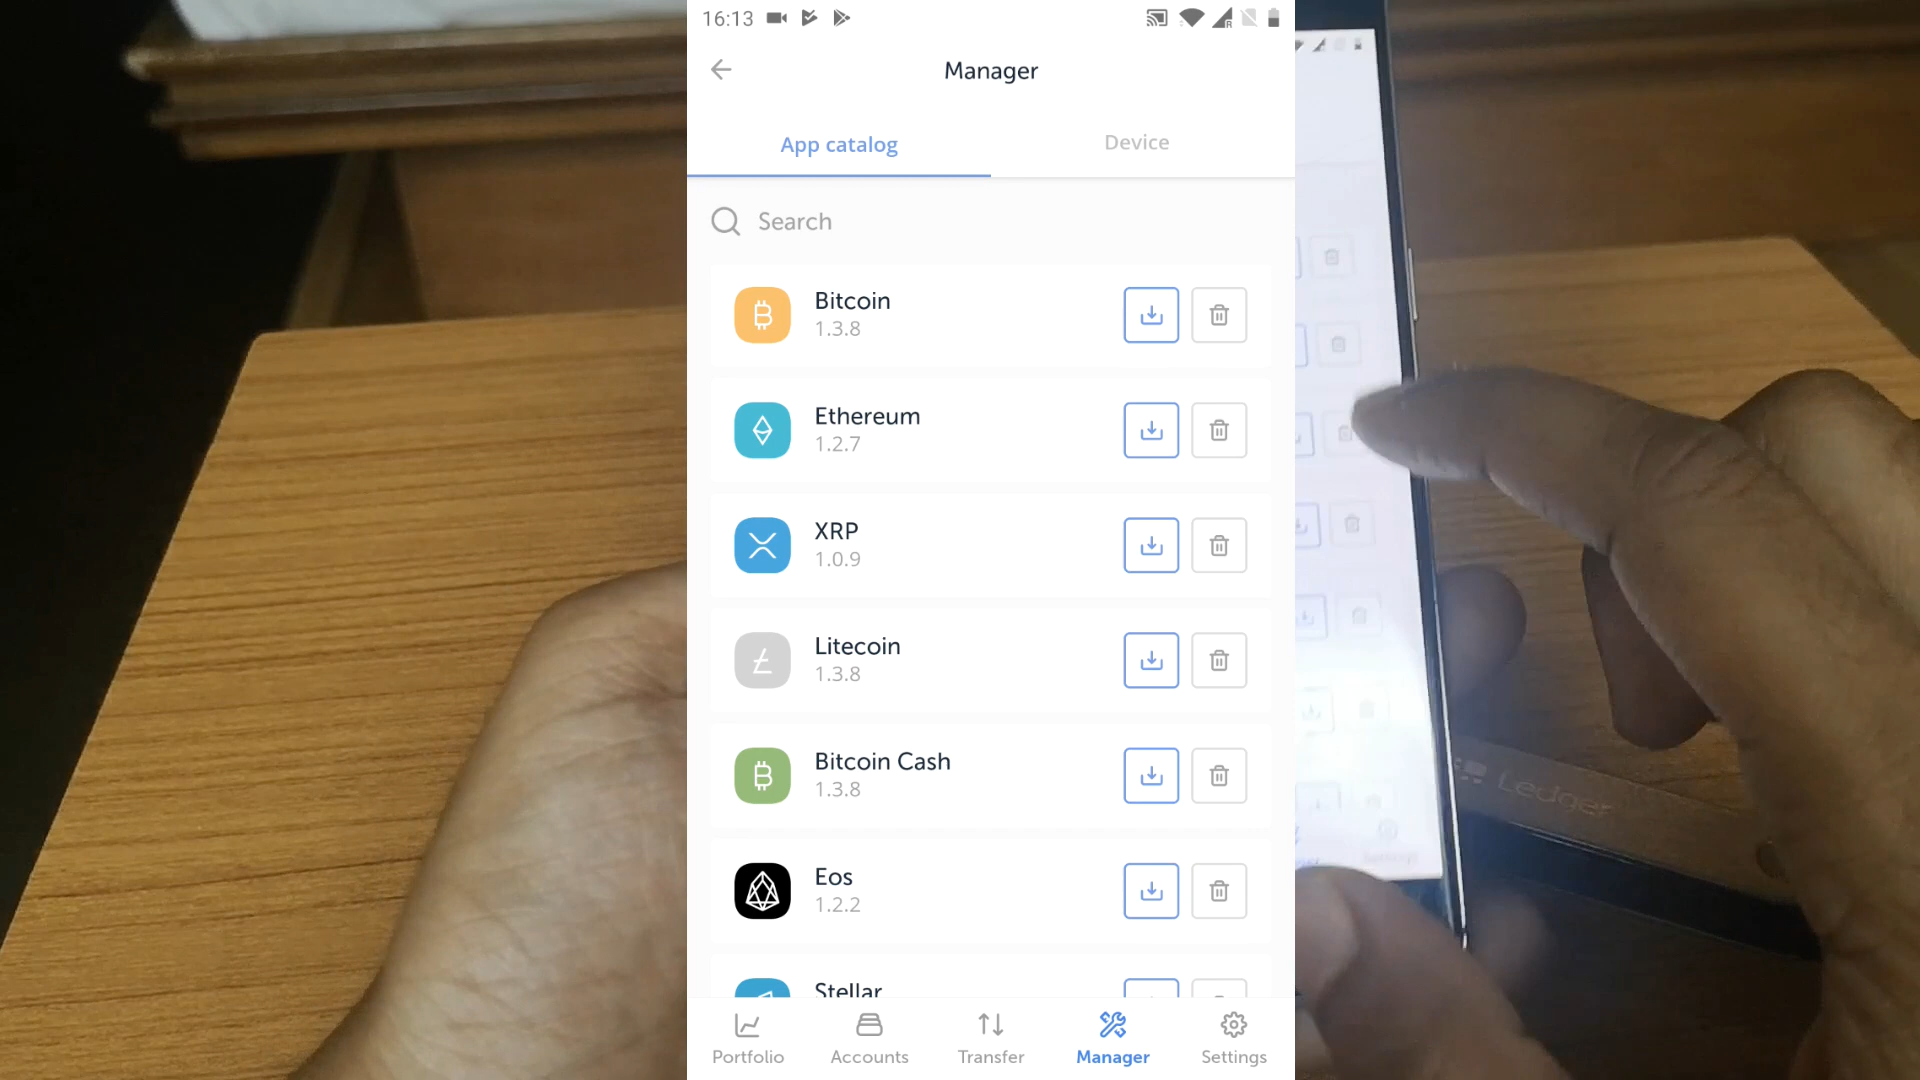 16:13
Manager
App catalog
Device
Search
Bitcoin
1.3.8
Ethereum
1.2.7
XRP
1.0.9
Litecoin
1.3.8
Bitcoin Cash
1.3.8
Eos
1.2.2
Stellar
Portfolio
Accounts
Transfer
Manager
Settings
Ledger